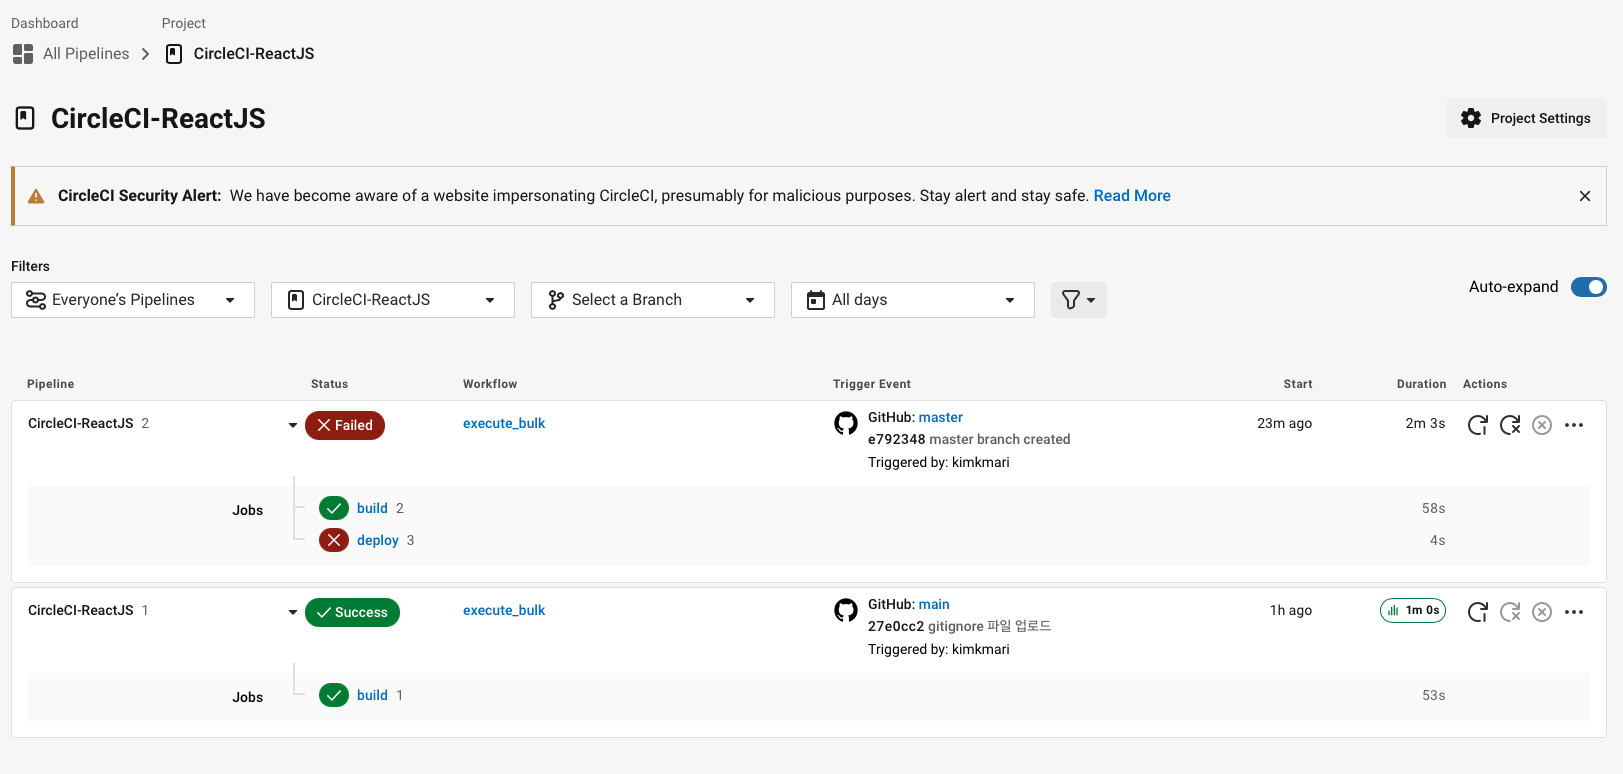 Dashboard Project
All Pipelines CircleCI-ReactJS
CircleCI-ReactJS Project Settings
CircleCI Security Alert: We have become aware of a website impersonating CircleCI, presumably for malicious purposes. Stay alert and stay safe. Read More
Filters
Everyone's Pipelines CircleCI-ReactJS Select a Branch All days Auto-expand
Pipeline Status Workflow Trigger Event Start Duration Actions
CircleCI-ReactJS 2 Failed execute_bulk GitHub: master 23m ago 2m 3s
e792348 master branch created
Triggered by: kimkmari
Jobs build 2 58s
deploy 3 4s
CircleCI-ReactJS 1 Success execute_bulk GitHub: main 1h ago 1m 0s
27e0cc2 gitignore 파일 업로드
Triggered by: kimkmari
Jobs build 1 53s